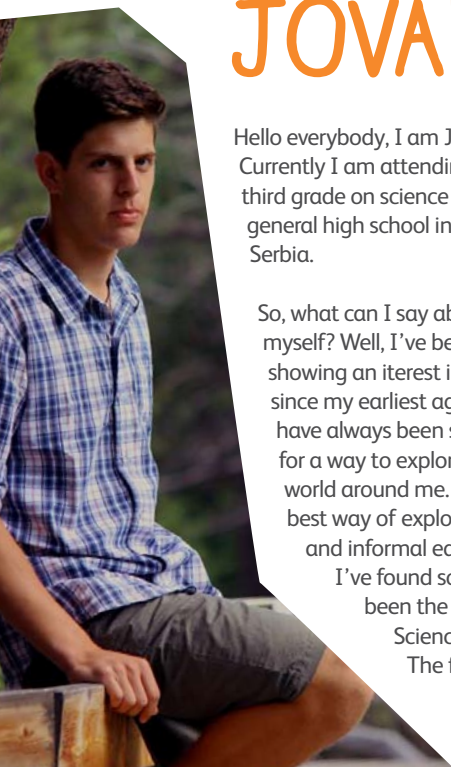 JOVA
Hello everybody, I am J
Currently I am attendin
third grade on science
general high school in
Serbia.
So, what can I say ab
myself? Well, I’ve be
showing an iterest i
since my earliest ag
have always been s
for a way to explor
world around me.
best way of explo
and informal ed
I’ve found so
been the
Scienc
The f